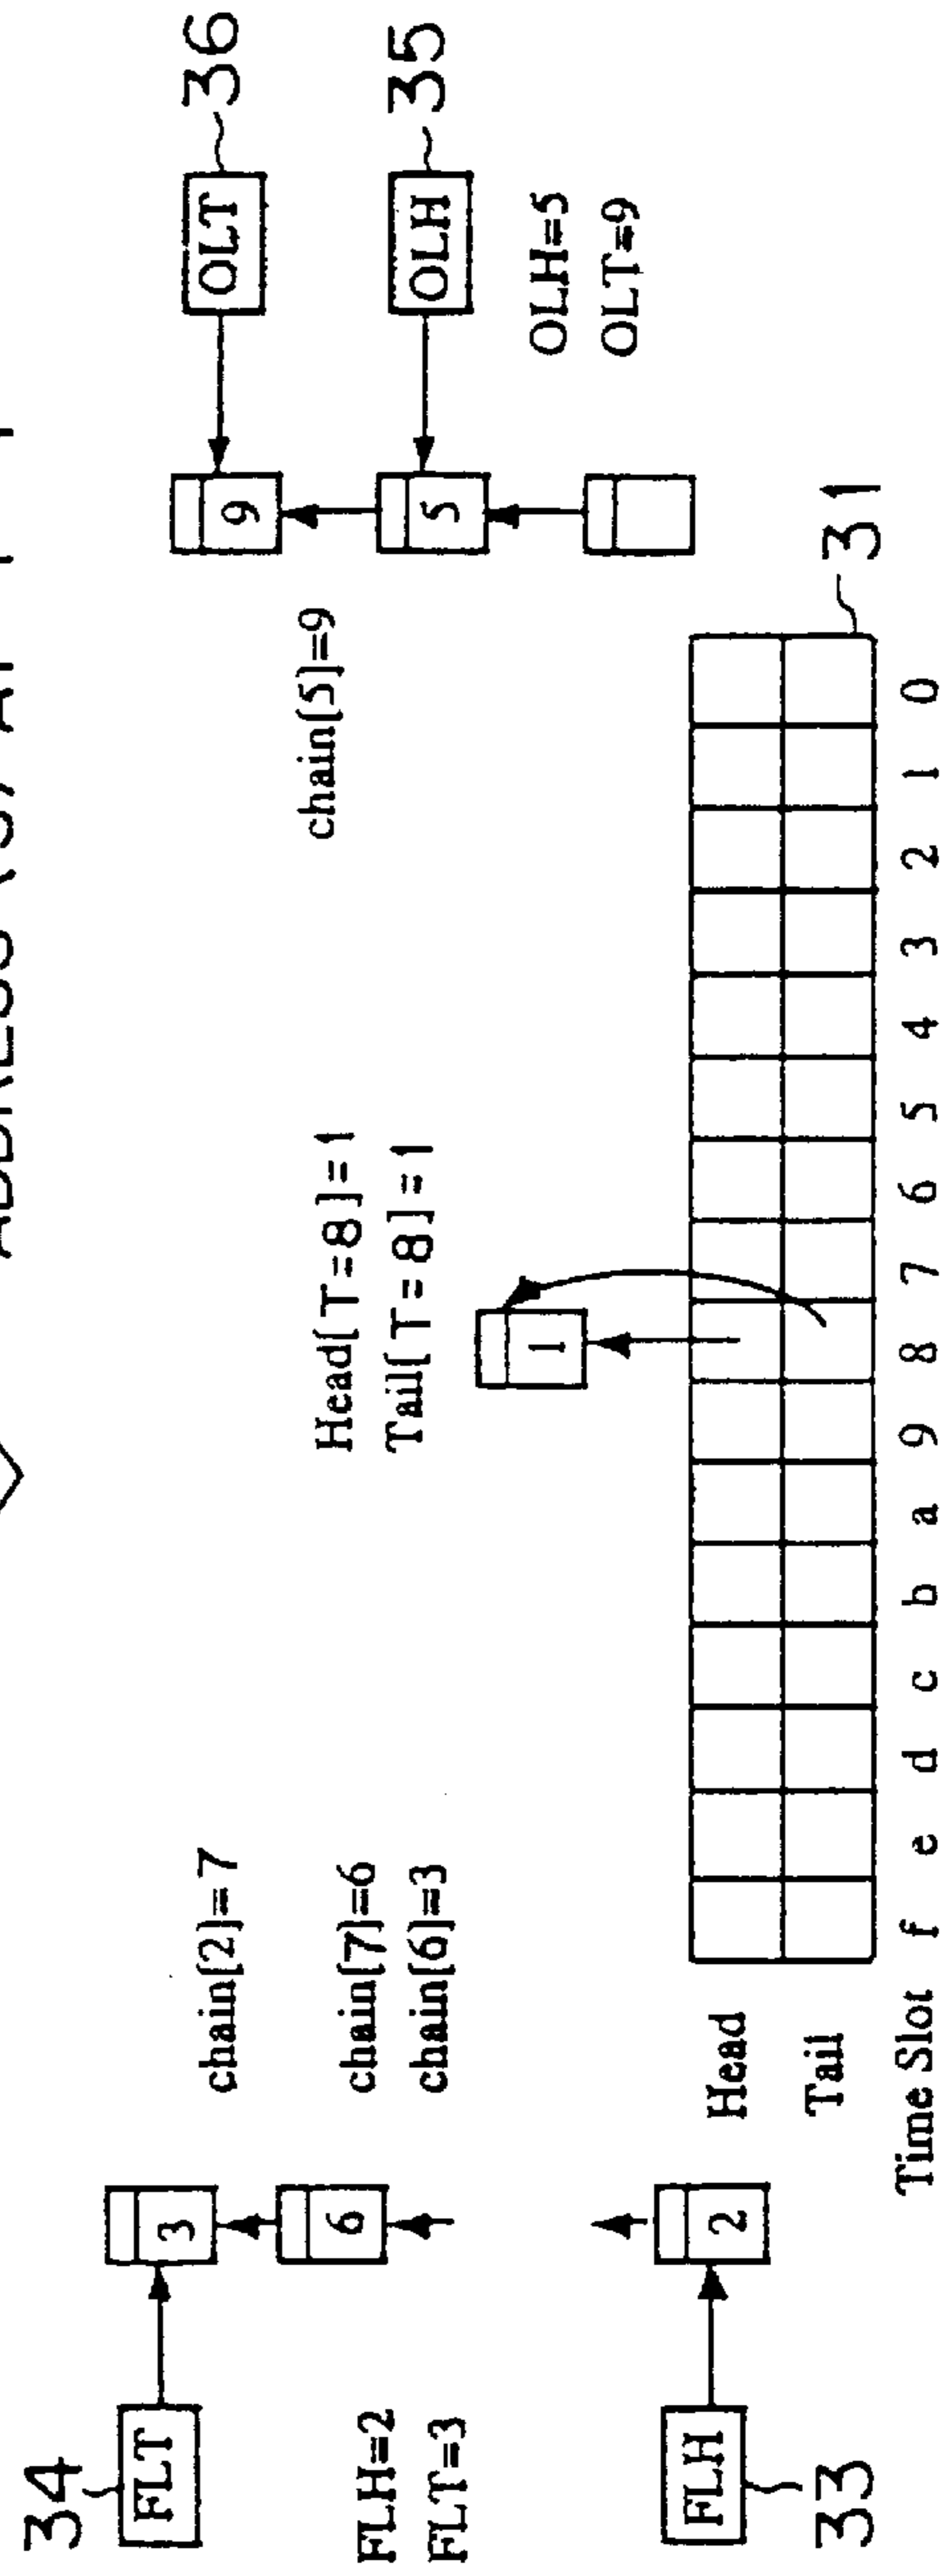 ADDRESS
AT
34
FLT
3
6
FLH=2
FLT=3
FLH
33
2
chain[2]=7
chain[7]=6
chain[6]=3
Head[T=8]=1
Tail[T=8]=1
1
chain[5]=9
9
OLT
36
5
OLH
35
OLH=5
OLT=9
Head
Tail
31
Time Slot f e d c b a 9 8 7 6 5 4 3 2 1 0